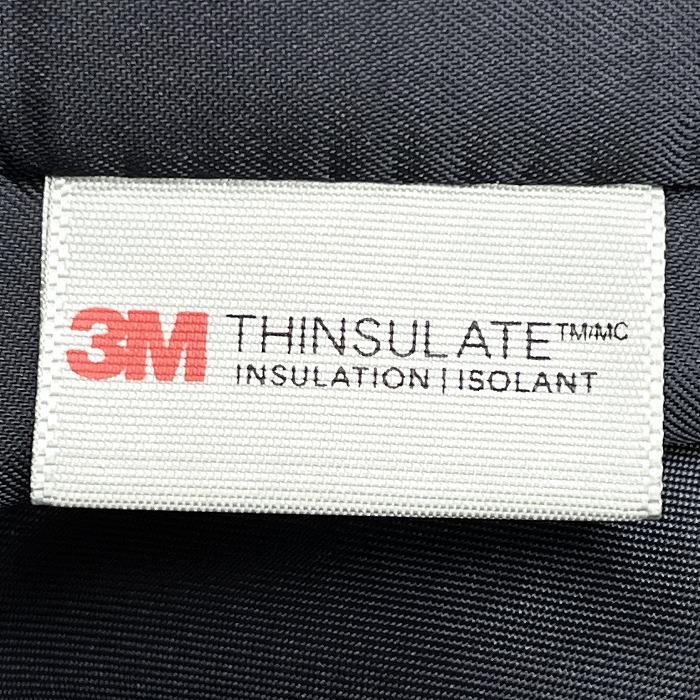 3M THINSULATE™/MC
INSULATION | ISOLANT